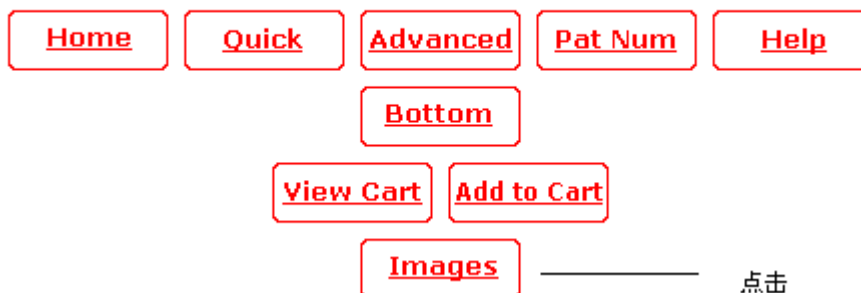 Home Quick Advanced Pat Num Help
Bottom
View Cart Add to Cart
Images 点击